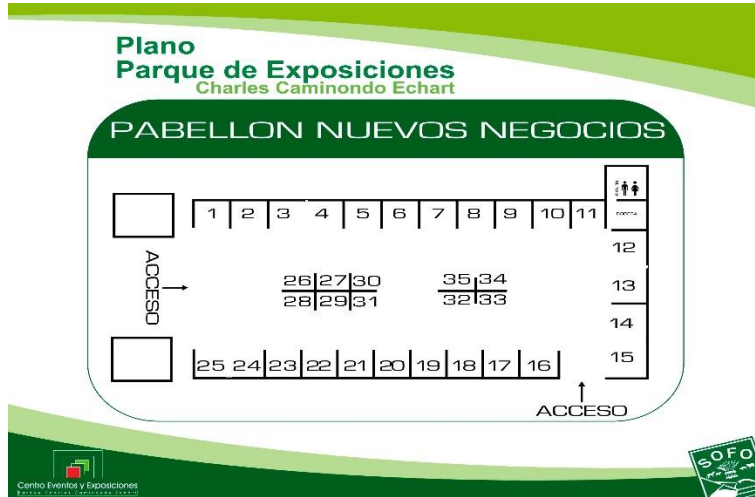 Plano
Parque de Exposiciones
Charles Caminondo Echart
PABELLON NUEVOS NEGOCIOS
1 2 3 4 5 6 7 8 9 10 11
12
ACCESO
26 27 30
35 34
13
28 29 31
32 33
14
15
25 24 23 22 21 20 19 18 17 16
ACCESO
Centro Eventos y Exposiciones
SOFO